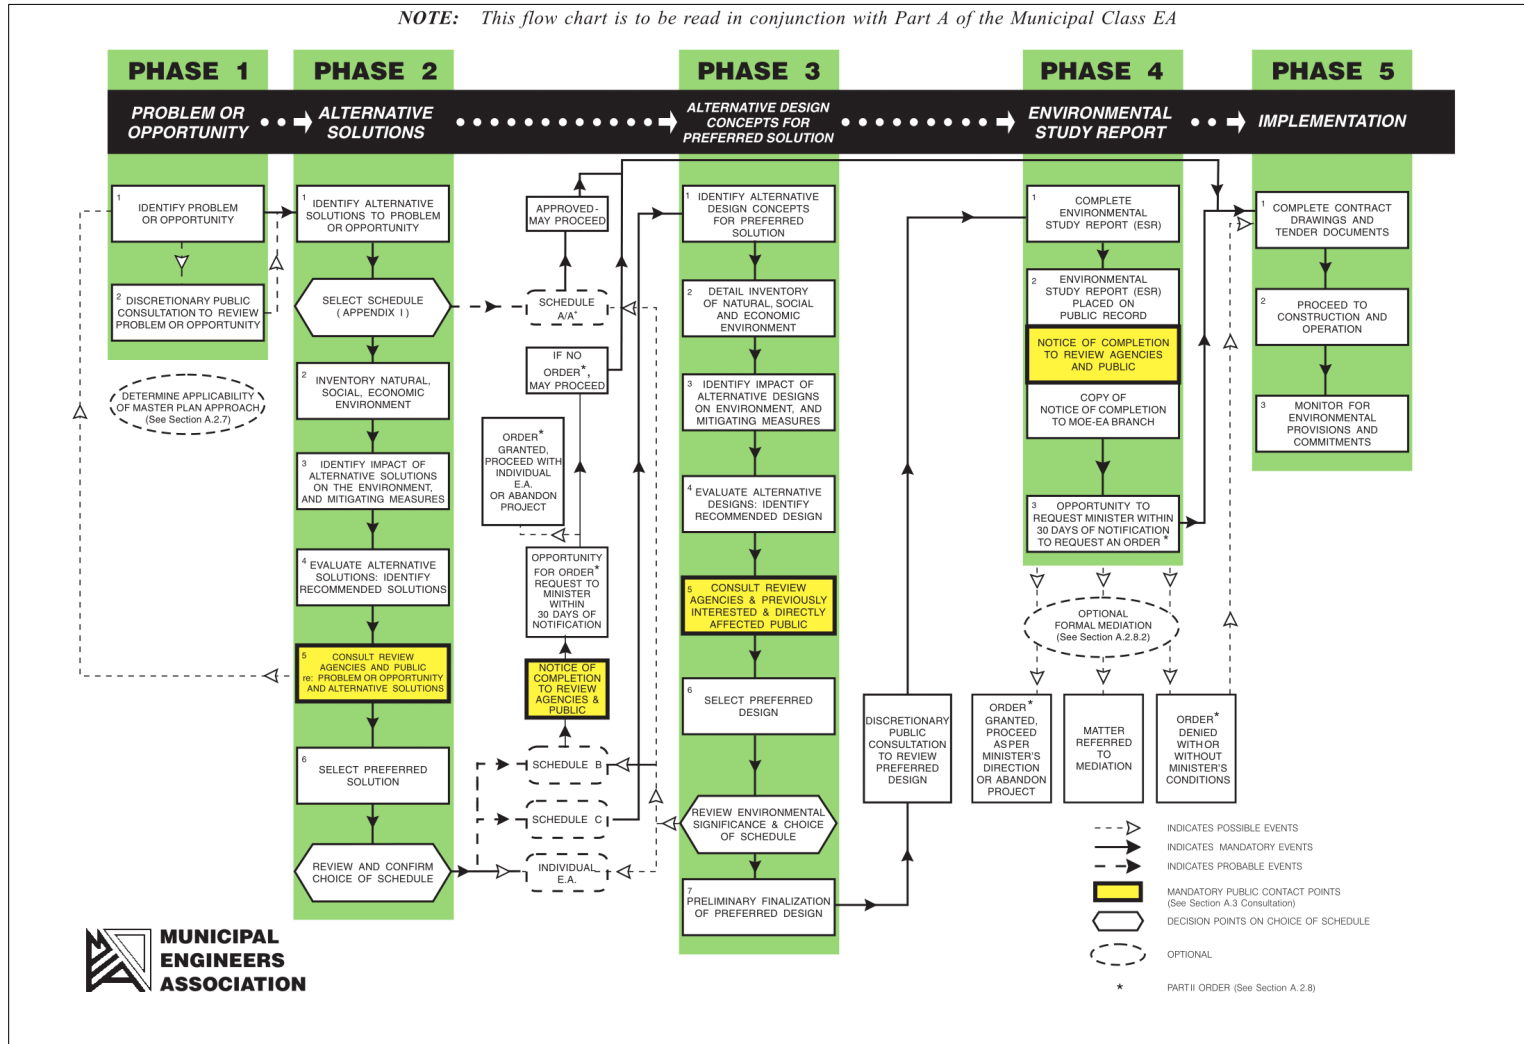 NOTE: This flow chart is to be read in conjunction with Part A of the Municipal Class EA
PHASE 1
PROBLEM OR
OPPORTUNITY
1
IDENTIFY PROBLEM
OR OPPORTUNITY
2
DISCRETIONARY PUBLIC
CONSULTATION TO REVIEW
PROBLEM OR OPPORTUNITY
DETERMINE APPLICABILITY
OF MASTER PLAN APPROACH
(See Section A.2.7)
PHASE 2
ALTERNATIVE
SOLUTIONS
1
IDENTIFY ALTERNATIVE
SOLUTIONS TO PROBLEM
OR OPPORTUNITY
SELECT SCHEDULE
( APPENDIX I )
2
INVENTORY NATURAL,
SOCIAL, ECONOMIC
ENVIRONMENT
3
IDENTIFY IMPACT OF
ALTERNATIVE SOLUTIONS
ON THE ENVIRONMENT,
AND MITIGATING MEASURES
4
EVALUATE ALTERNATIVE
SOLUTIONS: IDENTIFY
RECOMMENDED SOLUTIONS
5
CONSULT REVIEW
AGENCIES AND PUBLIC
re: PROBLEM OR OPPORTUNITY
AND ALTERNATIVE SOLUTIONS
6
SELECT PREFERRED
SOLUTION
REVIEW AND CONFIRM
CHOICE OF SCHEDULE
APPROVED-
MAY PROCEED
SCHEDULE
A/A+
IF NO
ORDER*,
MAY PROCEED
ORDER*
GRANTED,
PROCEED WITH
INDIVIDUAL
E.A.
OR ABANDON
PROJECT
OPPORTUNITY
FOR ORDER*
REQUEST TO
MINISTER
WITHIN
30 DAYS OF
NOTIFICATION
NOTICE OF
COMPLETION
TO REVIEW
AGENCIES &
PUBLIC
SCHEDULE B
SCHEDULE C
INDIVIDUAL
E.A.
PHASE 3
ALTERNATIVE DESIGN
CONCEPTS FOR
PREFERRED SOLUTION
1
IDENTIFY ALTERNATIVE
DESIGN CONCEPTS
FOR PREFERRED
SOLUTION
2
DETAIL INVENTORY
OF NATURAL, SOCIAL
AND ECONOMIC
ENVIRONMENT
3
IDENTIFY IMPACT OF
ALTERNATIVE DESIGNS
ON ENVIRONMENT, AND
MITIGATING MEASURES
4
EVALUATE ALTERNATIVE
DESIGNS: IDENTIFY
RECOMMENDED DESIGN
5
CONSULT REVIEW
AGENCIES & PREVIOUSLY
INTERESTED & DIRECTLY
AFFECTED PUBLIC
6
SELECT PREFERRED
DESIGN
REVIEW ENVIRONMENTAL
SIGNIFICANCE & CHOICE
OF SCHEDULE
7
PRELIMINARY FINALIZATION
OF PREFERRED DESIGN
DISCRETIONARY
PUBLIC
CONSULTATION
TO REVIEW
PREFERRED
DESIGN
PHASE 4
ENVIRONMENTAL
STUDY REPORT
1
COMPLETE
ENVIRONMENTAL
STUDY REPORT (ESR)
2
ENVIRONMENTAL
STUDY REPORT (ESR)
PLACED ON
PUBLIC RECORD
NOTICE OF COMPLETION
TO REVIEW AGENCIES
AND PUBLIC
COPY OF
NOTICE OF COMPLETION
TO MOE-EA BRANCH
3
OPPORTUNITY TO
REQUEST MINISTER WITHIN
30 DAYS OF NOTIFICATION
TO REQUEST AN ORDER*
OPTIONAL
FORMAL MEDIATION
(See Section A.2.8.2)
ORDER*
GRANTED,
PROCEED
AS PER
MINISTER'S
DIRECTION
OR ABANDON
PROJECT
MATTER
REFERRED
TO
MEDIATION
ORDER*
DENIED
WITH OR
WITHOUT
MINISTER'S
CONDITIONS
PHASE 5
IMPLEMENTATION
1
COMPLETE CONTRACT
DRAWINGS AND
TENDER DOCUMENTS
2
PROCEED TO
CONSTRUCTION AND
OPERATION
3
MONITOR FOR
ENVIRONMENTAL
PROVISIONS AND
COMMITMENTS
INDICATES POSSIBLE EVENTS
INDICATES MANDATORY EVENTS
INDICATES PROBABLE EVENTS
MANDATORY PUBLIC CONTACT POINTS
(See Section A.3 Consultation)
DECISION POINTS ON CHOICE OF SCHEDULE
OPTIONAL
* PART II ORDER (See Section A.2.8)
MUNICIPAL
ENGINEERS
ASSOCIATION